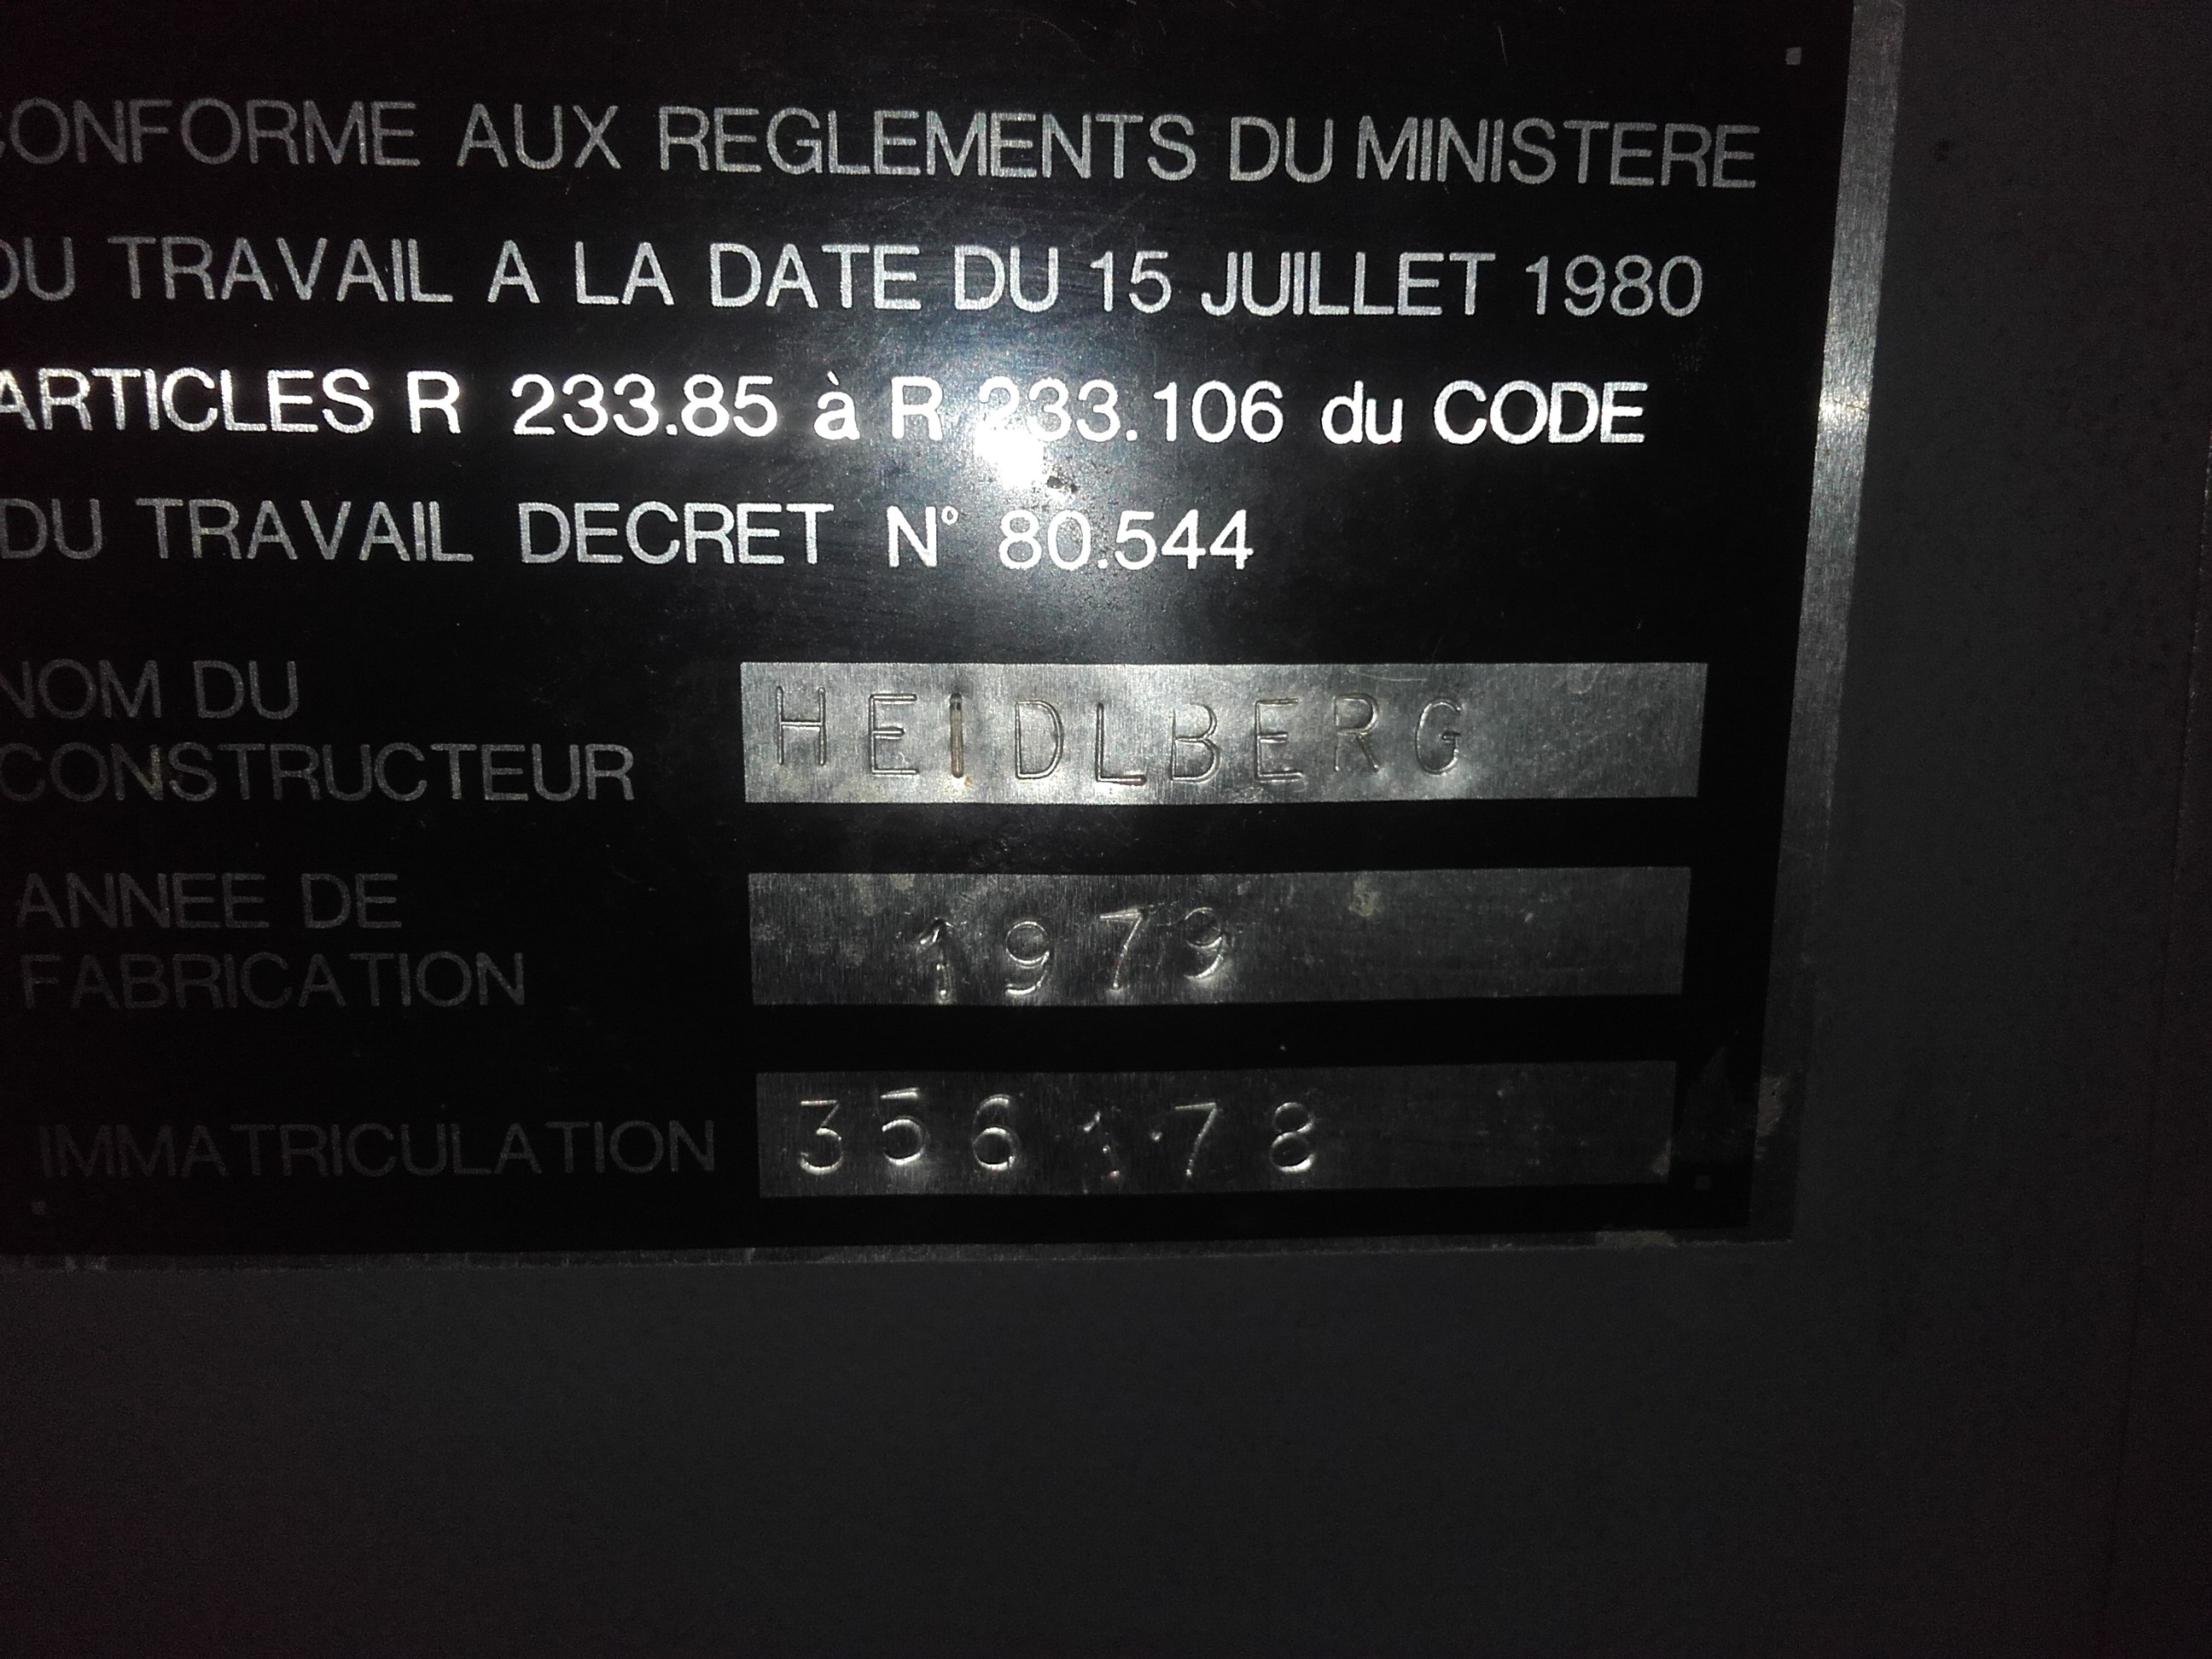 CONFORME AUX REGLEMENTS DU MINISTERE
DU TRAVAIL A LA DATE DU 15 JUILLET 1980
ARTICLES R 233.85 à R 233.106 du CODE
DU TRAVAIL DECRET N° 80.544
NOM DU
CONSTRUCTEUR
HEIDLBERG
ANNEE DE
FABRICATION
1979
IMMATRICULATION
356178